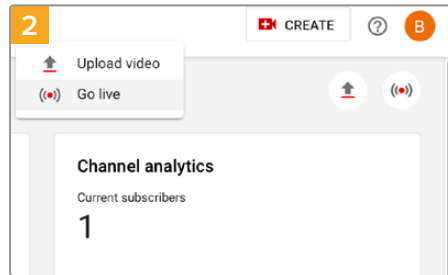 2
CREATE
B
Upload video
Go live
Channel analytics
Current subscribers
1